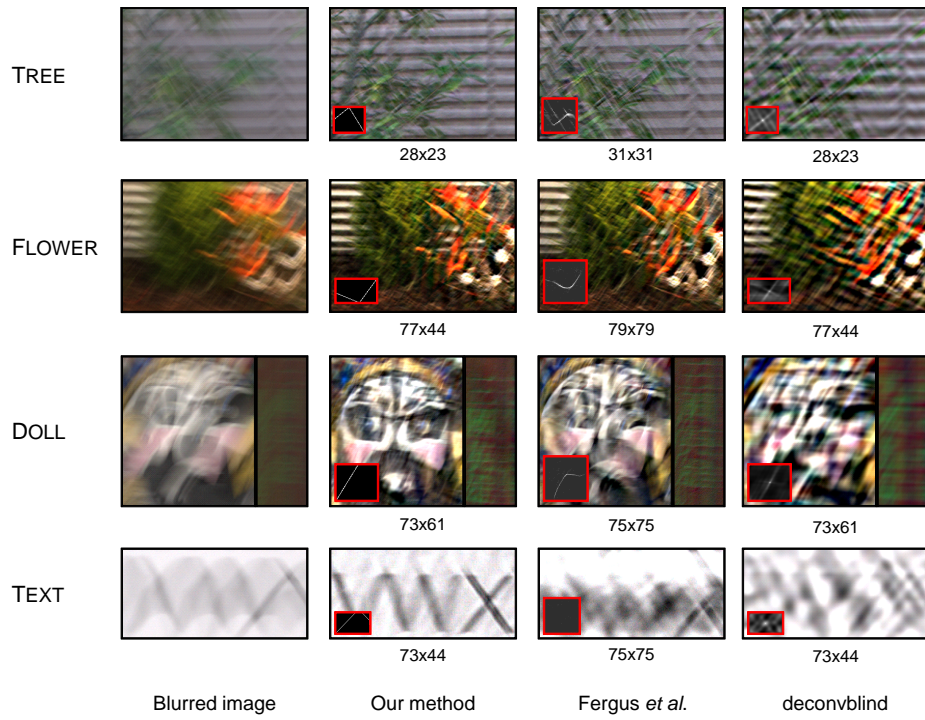 TREE
28x23 31x31 28x23
FLOWER
77x44 79x79 77x44
DOLL
73x61 75x75 73x61
TEXT
73x44 75x75 73x44
Blurred image Our method Fergus et al. deconvblind